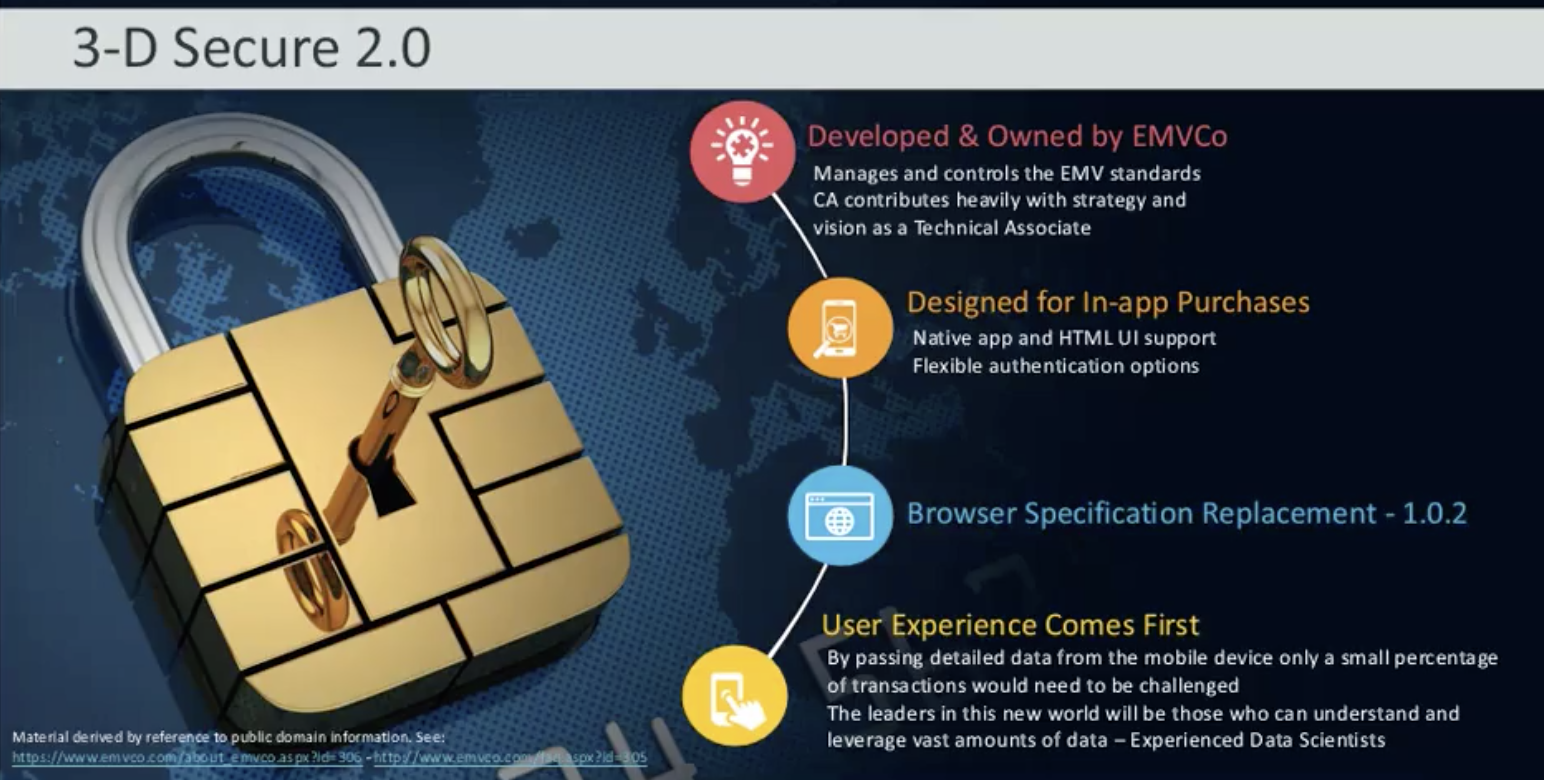 3-D Secure 2.0
Developed & Owned by EMVCo
Manages and controls the EMV standards
CA contributes heavily with strategy and
vision as a Technical Associate
Designed for In-app Purchases
Native app and HTML UI support
Flexible authentication options
Browser Specification Replacement - 1.0.2
User Experience Comes First
By passing detailed data from the mobile device only a small percentage
of transactions would need to be challenged
The leaders in this new world will be those who can understand and
leverage vast amounts of data – Experienced Data Scientists
Material derived by reference to public domain information. See:
https://www.emvco.com/about_emvco.aspx?id=306 - http://www.emvco.com/faq.aspx?id=305